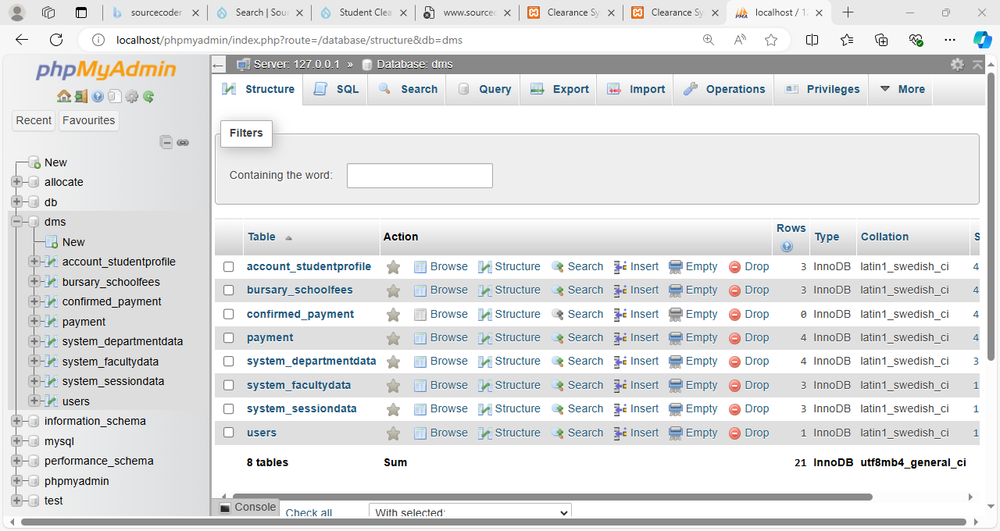 sourcecoder
Search | Sour
Student Clea
www.sourcec
Clearance Sy
Clearance Sy
localhost / 12
localhost/phpmyadmin/index.php?route=/database/structure&db=dms
phpMyAdmin
Recent Favourites
New
allocate
db
dms
New
account_studentprofile
bursary_schoolfees
confirmed_payment
payment
system_departmentdata
system_facultydata
system_sessiondata
users
information_schema
mysql
performance_schema
phpmyadmin
test
Server: 127.0.0.1 » Database: dms
Structure SQL Search Query Export Import Operations Privileges More
Filters
Containing the word:
Table Action Rows Type Collation S
account_studentprofile Browse Structure Search Insert Empty Drop 3 InnoDB latin1_swedish_ci 4
bursary_schoolfees Browse Structure Search Insert Empty Drop 3 InnoDB latin1_swedish_ci 4
confirmed_payment Browse Structure Search Insert Empty Drop 0 InnoDB latin1_swedish_ci 4
payment Browse Structure Search Insert Empty Drop 4 InnoDB latin1_swedish_ci 4
system_departmentdata Browse Structure Search Insert Empty Drop 4 InnoDB latin1_swedish_ci 3
system_facultydata Browse Structure Search Insert Empty Drop 3 InnoDB latin1_swedish_ci 1
system_sessiondata Browse Structure Search Insert Empty Drop 3 InnoDB latin1_swedish_ci 1
users Browse Structure Search Insert Empty Drop 1 InnoDB latin1_swedish_ci 1
8 tables Sum 21 InnoDB utf8mb4_general_ci
Console
Check all With selected: